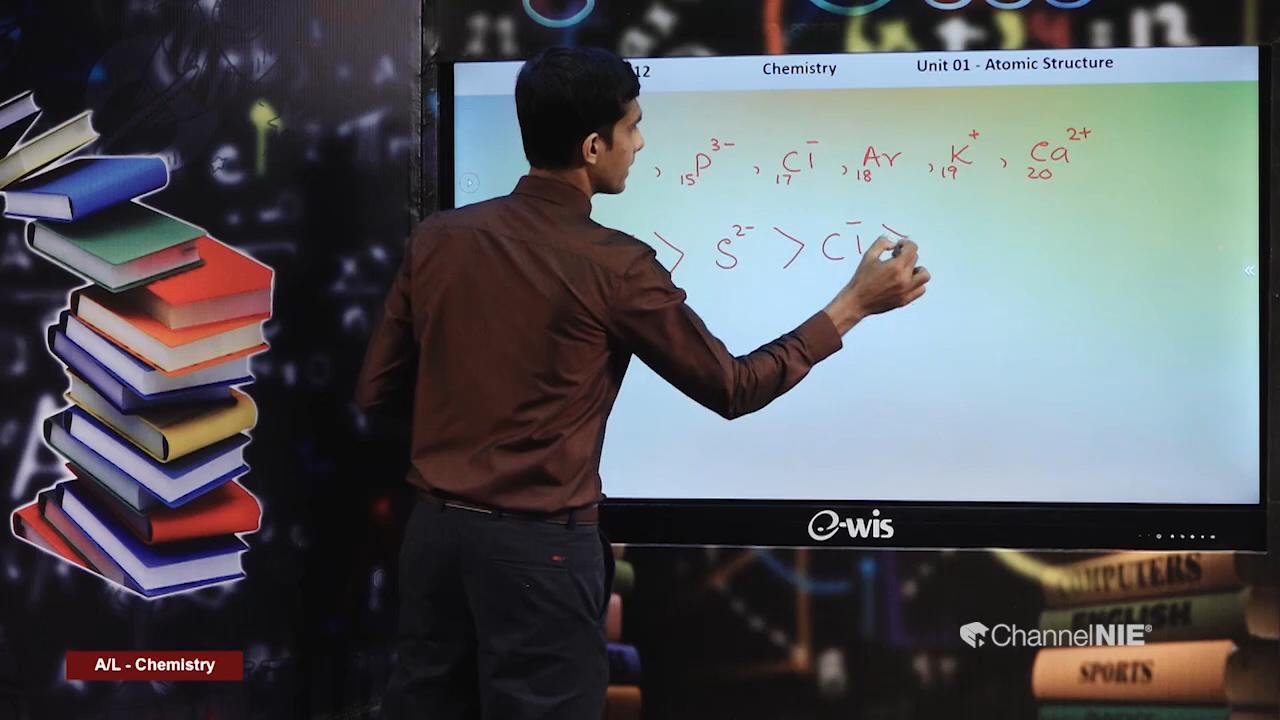 12 Chemistry Unit 01 - Atomic Structure
, ₁₅P³⁻ , ₁₇Cl⁻ , ₁₈Ar , ₁₉K⁺ , ₂₀Ca²⁺
> S²⁻ > Cl⁻ >
e-wis
COMPUTERS
ENGLISH
ChannelNIE®
SPORTS
A/L - Chemistry